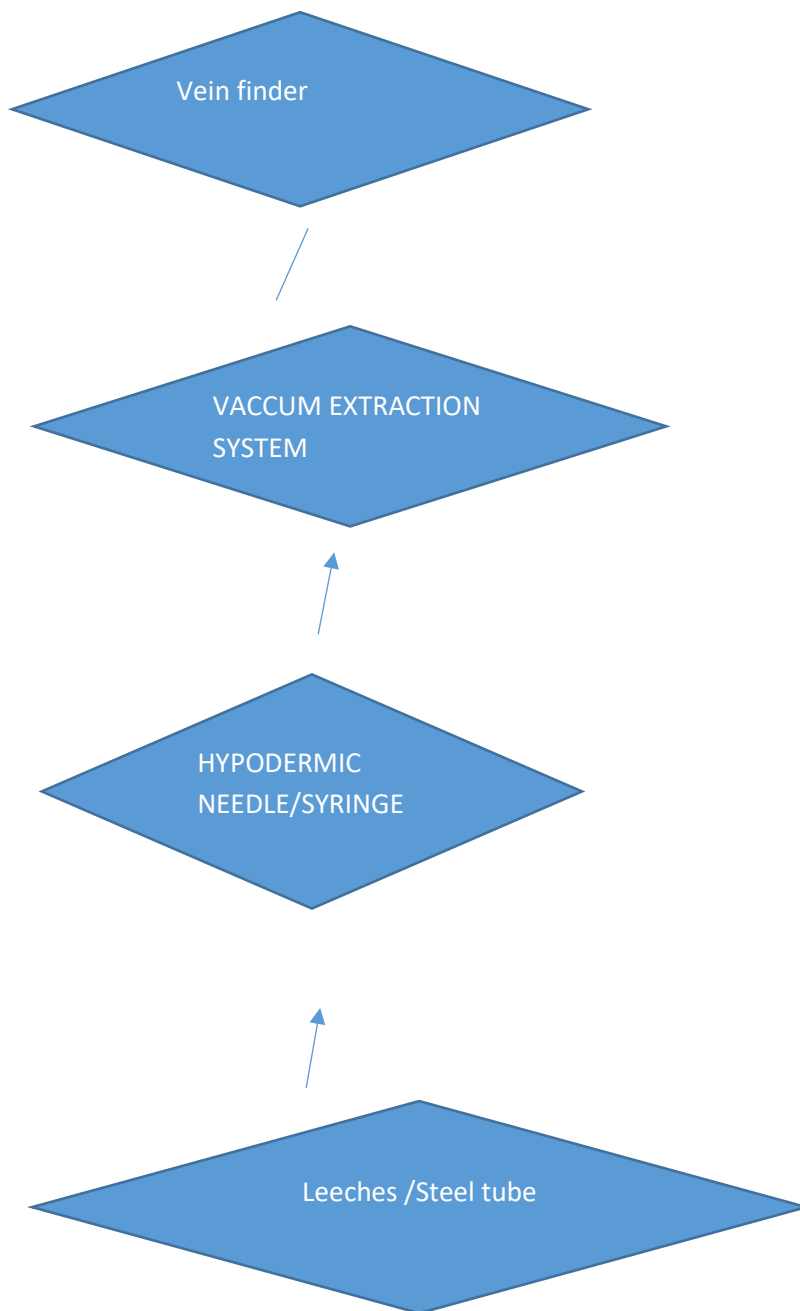 Vein finder
VACCUM EXTRACTION
SYSTEM
HYPODERMIC
NEEDLE/SYRINGE
Leeches /Steel tube